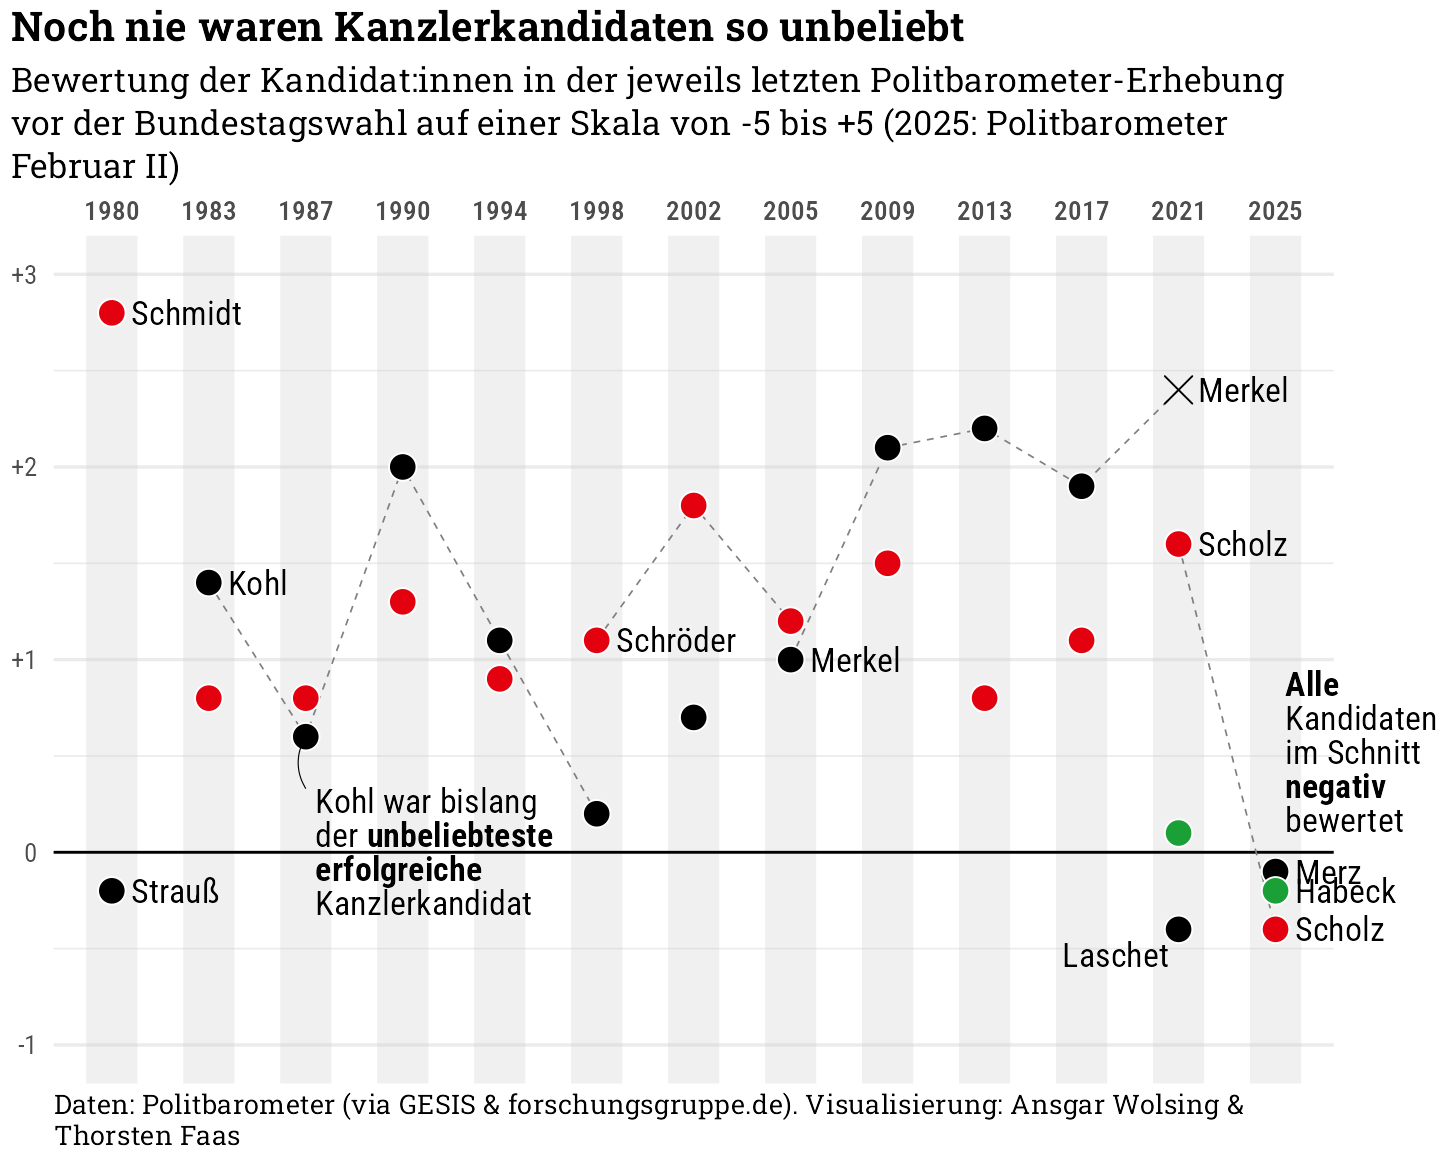 Noch nie waren Kanzlerkandidaten so unbeliebt
Bewertung der Kandidat:innen in der jeweils letzten Politbarometer-Erhebung
vor der Bundestagswahl auf einer Skala von -5 bis +5 (2025: Politbarometer
Februar II)
1980 1983 1987 1990 1994 1998 2002 2005 2009 2013 2017 2021 2025
+3
Schmidt
Merkel
+2
Scholz
Kohl
Schröder
+1
Merkel
Alle
Kandidaten
im Schnitt
negativ
bewertet
Kohl war bislang
der unbeliebteste
erfolgreiche
Kanzlerkandidat
0
Merz
Strauß
Habeck
Scholz
Laschet
-1
Daten: Politbarometer (via GESIS & forschungsgruppe.de). Visualisierung: Ansgar Wolsing &
Thorsten Faas